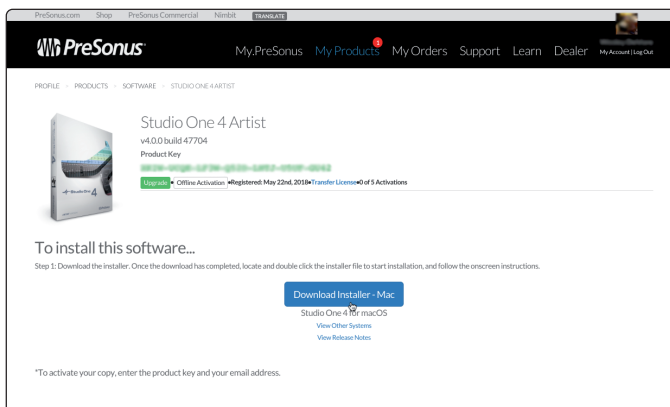 PreSonus.com Shop PreSonus Commercial Nimbit TRANSLATE
PreSonus
My.PreSonus My Products 1 My Orders Support Learn Dealer My Account | Log Out
PROFILE PRODUCTS SOFTWARE STUDIO ONE 4 ARTIST
Studio One 4 Artist
v4.0.0 build 47704
Product Key
Upgrade • Offline Activation •Registered: May 22nd, 2018•Transfer License•0 of 5 Activations
StudioOne 4
To install this software...
Step 1: Download the installer. Once the download has completed, locate and double click the installer file to start installation, and follow the onscreen instructions.
Download Installer - Mac
Studio One 4 for macOS
View Other Systems
View Release Notes
*To activate your copy, enter the product key and your email address.